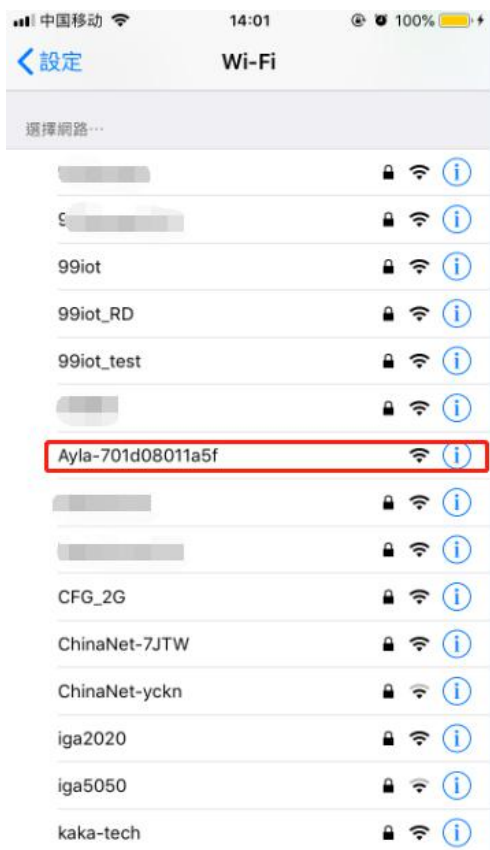 中国移动 14:01 100%
設定 Wi-Fi
選擇網路⋯
99iot
99iot_RD
99iot_test
Ayla-701d08011a5f
CFG_2G
ChinaNet-7JTW
ChinaNet-yckn
iga2020
iga5050
kaka-tech